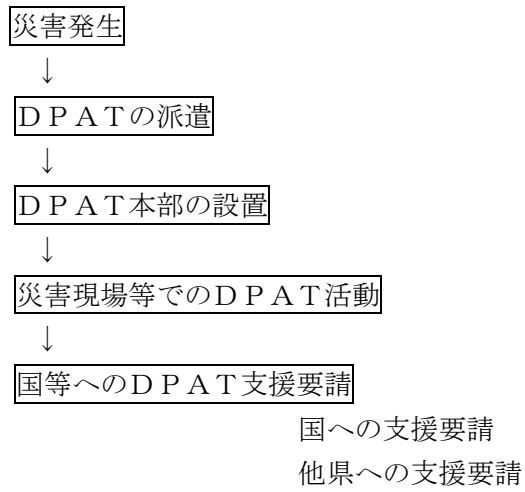 災害発生
↓
ＤＰＡＴの派遣
↓
ＤＰＡＴ本部の設置
↓
災害現場等でのＤＰＡＴ活動
↓
国等へのＤＰＡＴ支援要請
国への支援要請
他県への支援要請